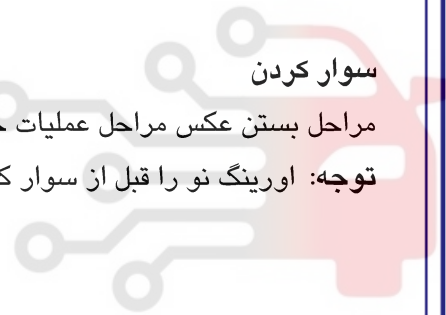 سوار کردن
مراحل بستن عکس مراحل عملیات
توجه: اورینگ نو را قبل از سوار